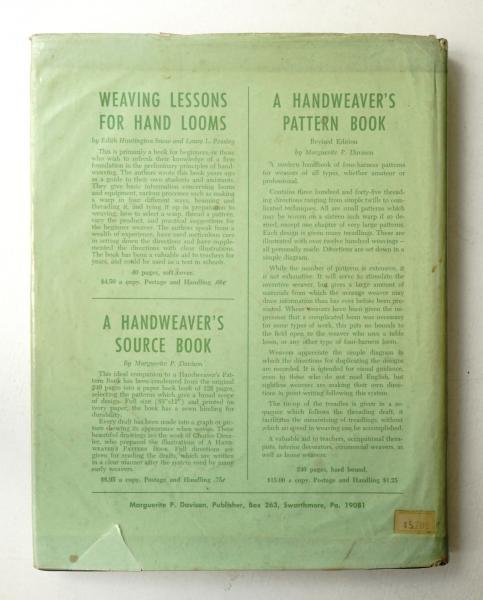 WEAVING LESSONS
FOR HAND LOOMS
by Edith Huntington Snow and Laura L. Peasley
This is primarily a book for beginners, or those
who wish to refresh their knowledge of a firm
foundation in the preliminary principles of hand-
weaving. The authors wrote this book years ago
as a guide to their own students and assistants.
They give basic information concerning looms
and equipment, various processes such as making
a warp in four different ways, beaming and
threading it, and tying it up in preparation to
weaving, how to select a warp, thread a pattern,
vary the product, and practical suggestions for
the beginner weaver. The authors speak from a
wealth of experience, have used meticulous care
in setting down the directions and have supple-
mented the directions with clear illustrations.
The book has been a valuable aid to teachers for
years, and could be used as a text in schools.
40 pages, soft cover.
$4.50 a copy. Postage and Handling
A HANDWEAVER'S
SOURCE BOOK
by Marguerite P. Davison
This ideal companion to a Handweaver's Pat-
tern Book has been condensed from the original
240 pages into a paper back book of 128 pages,
selecting the patterns which give a broad scope
of design. Full size and printed on
ivory paper, the book has a sewn binding for
durability.
Every draft has been made into a graph or pic-
ture showing its appearance when woven. These
beautiful drawings are the work of Charles
who prepared the illustrations of A HAND-
WEAVER'S PATTERN BOOK. Full directions are
given for reading the drafts, which are written
in a clear manner after the system used by many
early weavers.
$8.95 a copy. Postage and Handling .75¢
A HANDWEAVER'S
PATTERN BOOK
Revised Edition
by Marguerite P. Davison
A modern handbook of four-harness patterns
for weavers of all types, whether amateur or
professional.
Contains three hundred and forty-five thread-
ing directions ranging from simple twills to com-
plicated techniques. All are small patterns which
may be woven on a sixteen inch warp if so de-
sired, except one chapter of very large patterns.
Each design is given many treadlings. These are
illustrated with over twelve hundred weavings —
all personally made. Directions are set down in a
simple diagram.
While the number of patterns is extensive, it
is not exhaustive. It will serve to stimulate the
inventive weaver, but gives a large amount of
materials from which the average weaver may
draw information than has ever before been pre-
sented. Where weavers have been given the im-
pression that a complicated loom was necessary
for some types of work, this puts no bounds to
the field open to the weaver who uses a table
loom, or any other type of four-harness loom.
Weavers appreciate the simple diagram in
which the directions for duplicating the designs
are recorded. It is intended for visual guidance,
even to those who do not read English, but
sightless weavers are making their own direc-
tions in point-writing following this system.
The tie-up of the treadles is given in a se-
quence which follows the threading draft, it
facilitates the memorizing of treadlings, without
which no speed in weaving can be accomplished.
A valuable aid to teachers, occupational thera-
pists, interior decorators, commercial weavers, as
well as home weavers.
240 pages, hard bound.
$15.00 a copy. Postage and Handling $1.25
Marguerite P. Davison, Publisher, Box 263, Swarthmore, Pa. 19081